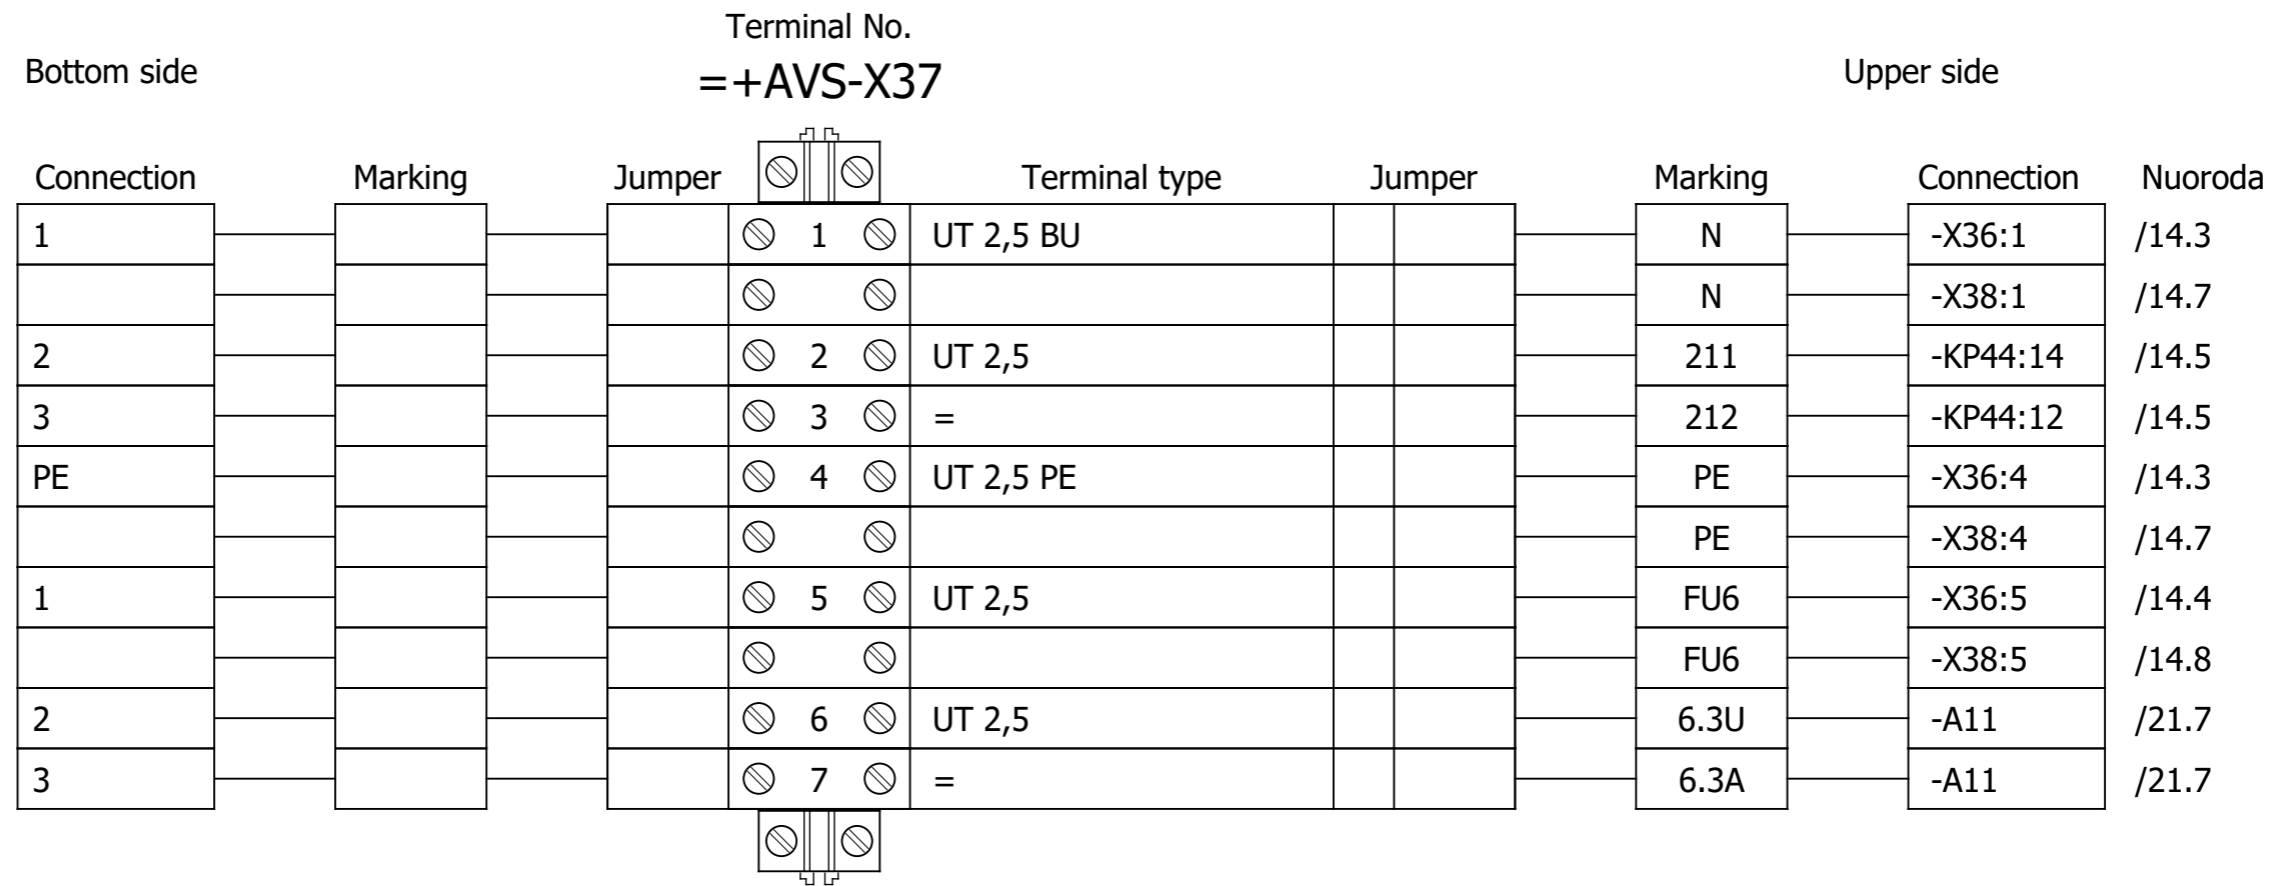 Terminal No.
Bottom side =+AVS-X37 Upper side
Connection Marking Jumper Terminal type Jumper Marking Connection Nuoroda
1 1 UT 2,5 BU N -X36:1 /14.3
N -X38:1 /14.7
2 2 UT 2,5 211 -KP44:14 /14.5
3 3 = 212 -KP44:12 /14.5
PE 4 UT 2,5 PE PE -X36:4 /14.3
PE -X38:4 /14.7
1 5 UT 2,5 FU6 -X36:5 /14.4
FU6 -X38:5 /14.8
2 6 UT 2,5 6.3U -A11 /21.7
3 7 = 6.3A -A11 /21.7